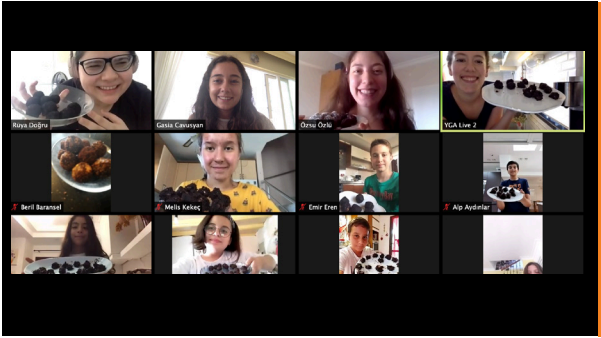 Rüya Doğru
Gasia Cavusyan
Özsu Özlü
YGA Live 2
Beril Baransel
Melis Kekeç
Emir Eren
Alp Aydınlar